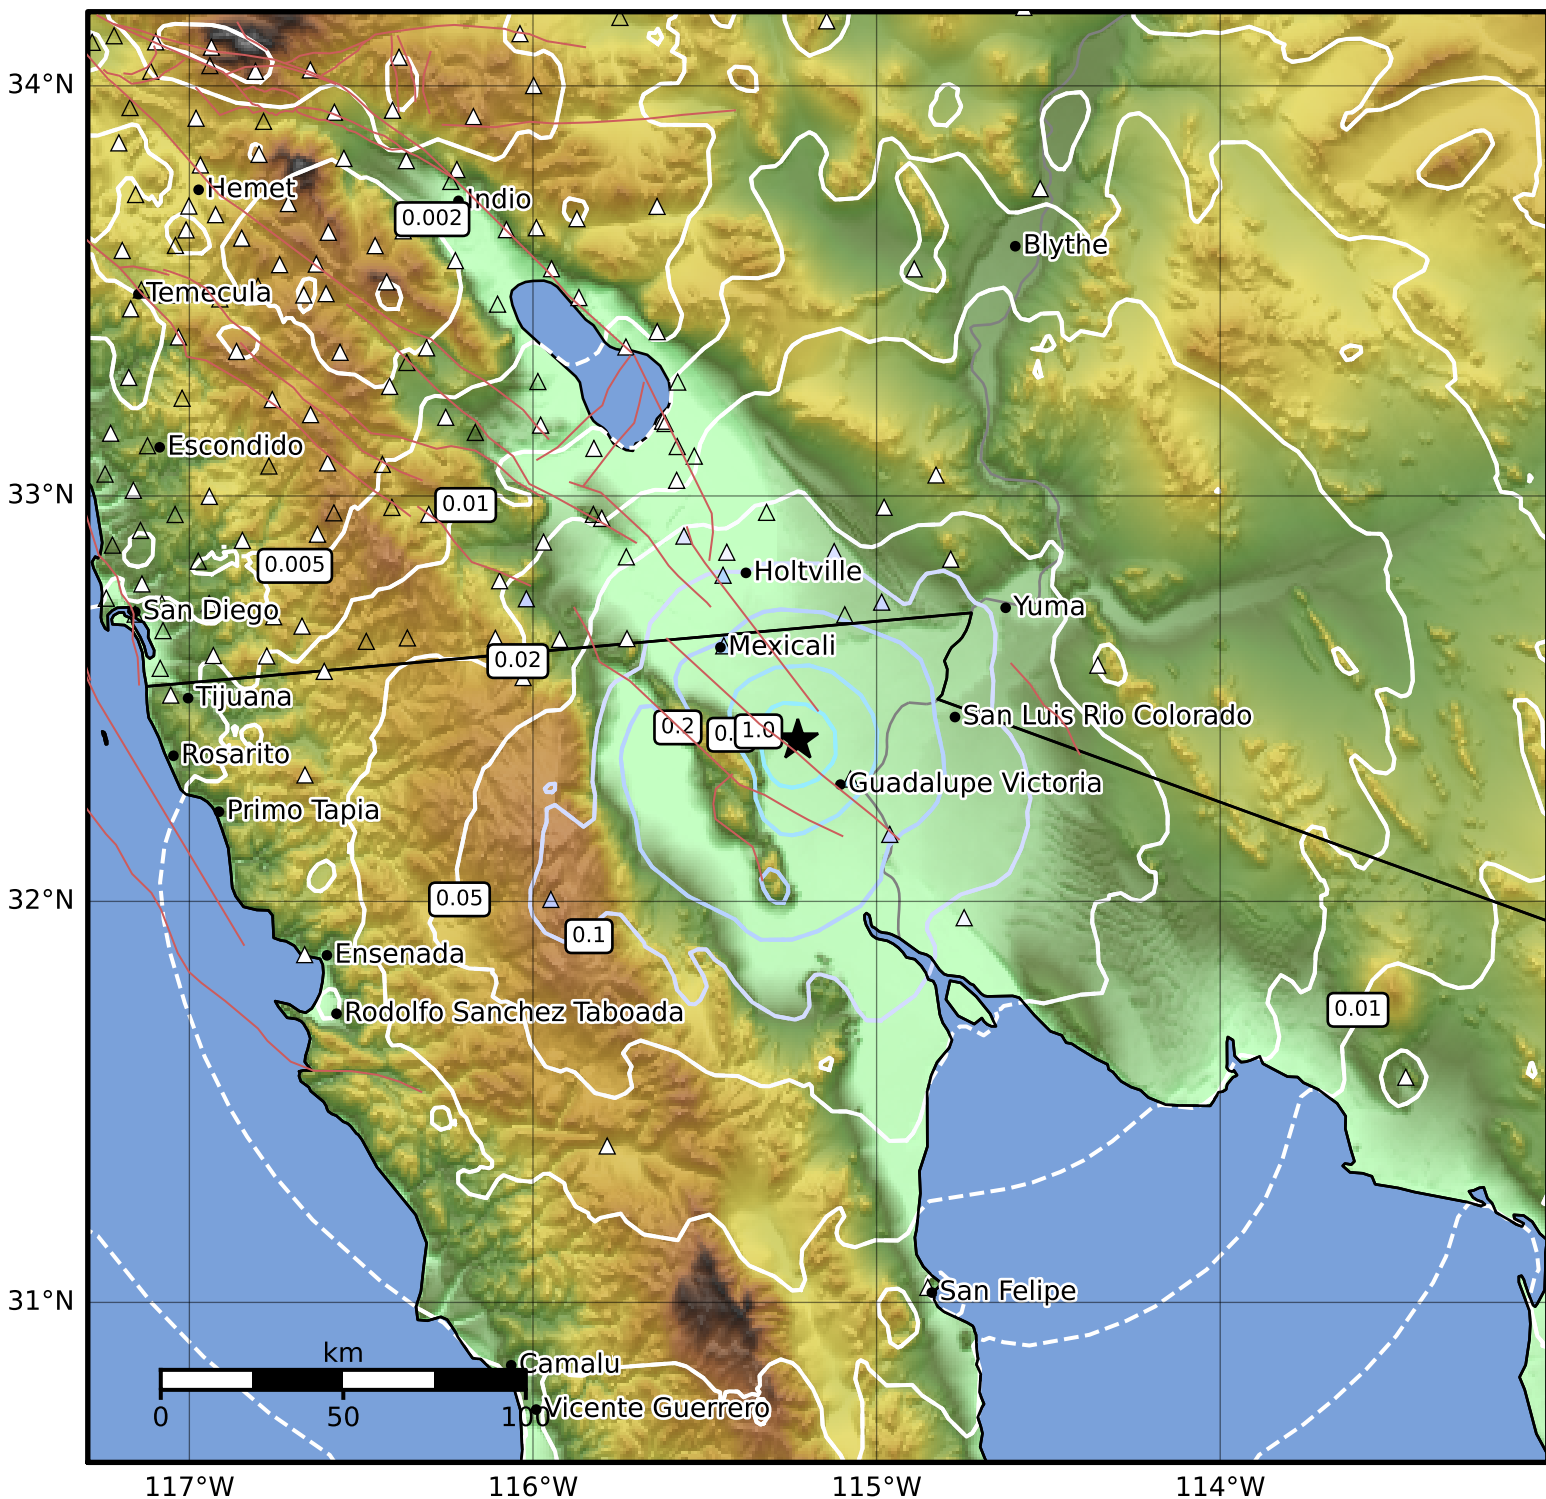 34°N
Hemet
Indio
0.002
Blythe
Temecula
Escondido
33°N
0.01
0.005
Holtville
San Diego
Yuma
Mexicali
0.02
Tijuana
San Luis Rio Colorado
0.2
0.
1.0
Rosarito
Guadalupe Victoria
Primo Tapia
32°N
0.05
0.1
Ensenada
Rodolfo Sanchez Taboada
0.01
31°N
San Felipe
km
Camalu
0 50 100
Vicente Guerrero
117°W 116°W 115°W 114°W